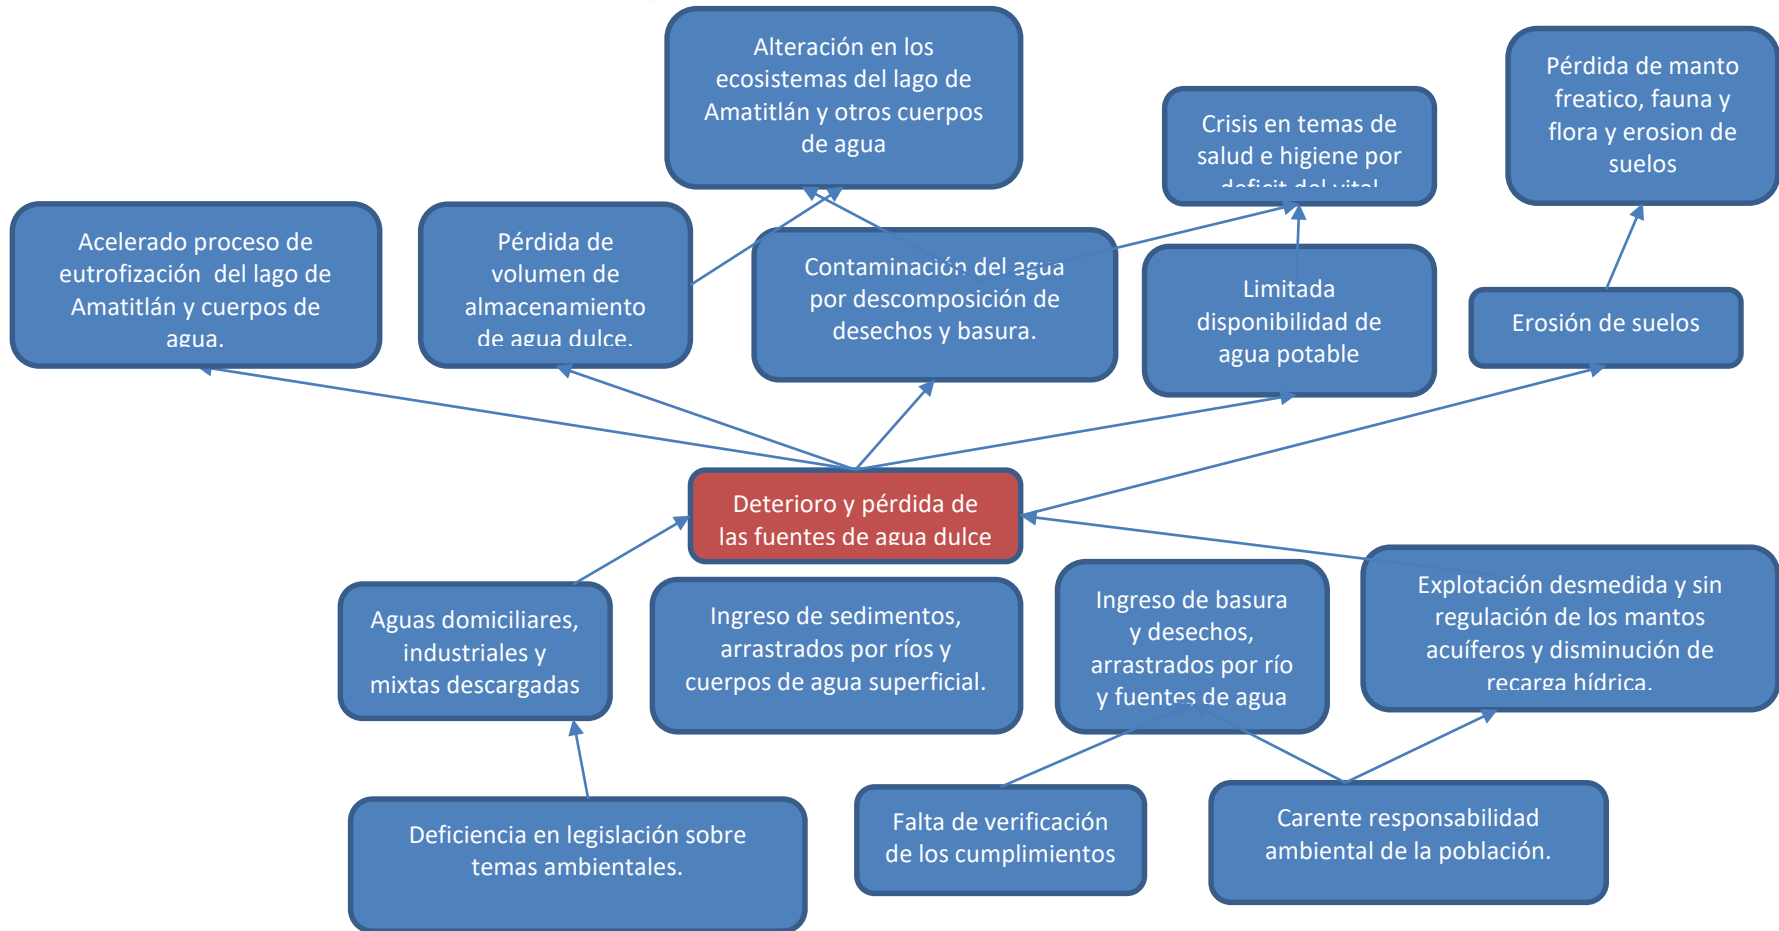 Alteración en los
ecosistemas del lago de
Amatitlán y otros cuerpos
de agua
Crisis en temas de
salud e higiene por
deficit del vital
Pérdida de manto
freatico, fauna y
flora y erosion de
suelos
Acelerado proceso de
eutrofización  del lago de
Amatitlán y cuerpos de
agua.
Pérdida de
volumen de
almacenamiento
de agua dulce.
Contaminación del agua
por descomposición de
desechos y basura.
Limitada
disponibilidad de
agua potable
Erosión de suelos
Deterioro y pérdida de
las fuentes de agua dulce
Aguas domiciliares,
industriales y
mixtas descargadas
Ingreso de sedimentos,
arrastrados por ríos y
cuerpos de agua superficial.
Ingreso de basura
y desechos,
arrastrados por río
y fuentes de agua
Explotación desmedida y sin
regulación de los mantos
acuíferos y disminución de
recarga hídrica.
Deficiencia en legislación sobre
temas ambientales.
Falta de verificación
de los cumplimientos
Carente responsabilidad
ambiental de la población.